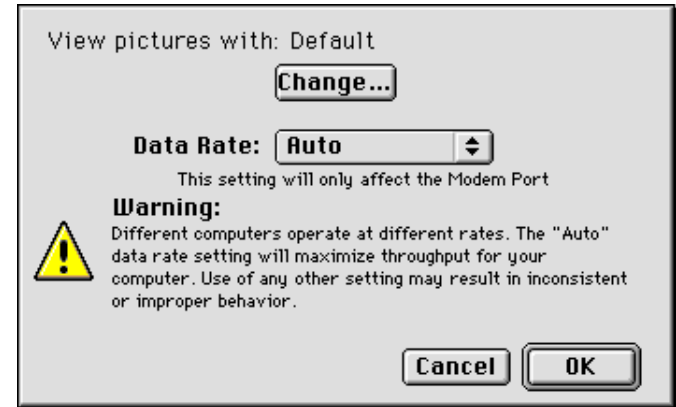 View pictures with: Default
Change...
Data Rate: Auto
This setting will only affect the Modem Port
Warning:
Different computers operate at different rates. The "Auto"
data rate setting will maximize throughput for your
computer. Use of any other setting may result in inconsistent
or improper behavior.
Cancel OK